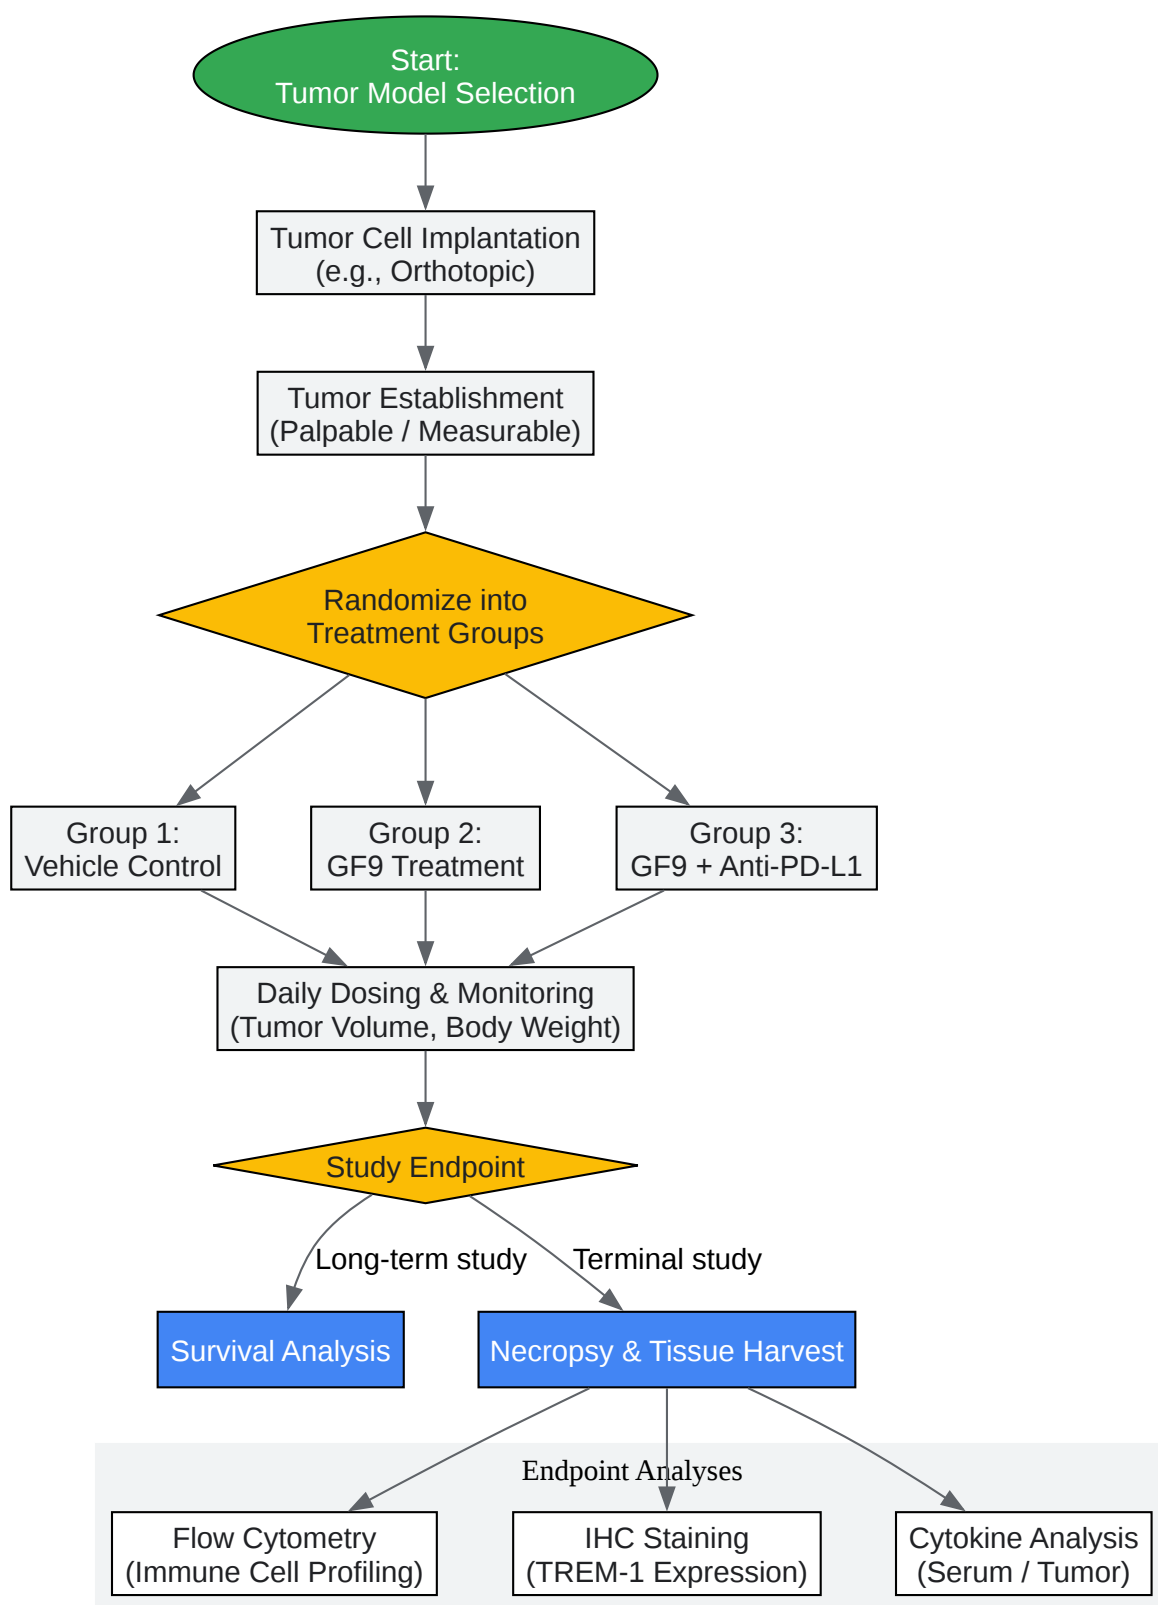 Start:
Tumor Model Selection
Tumor Cell Implantation
(e.g., Orthotopic)
Tumor Establishment
(Palpable / Measurable)
Randomize into
Treatment Groups
Group 1:
Vehicle Control
Group 2:
GF9 Treatment
Group 3:
GF9 + Anti-PD-L1
Daily Dosing & Monitoring
(Tumor Volume, Body Weight)
Study Endpoint
Long-term study
Terminal study
Survival Analysis
Necropsy & Tissue Harvest
Endpoint Analyses
Flow Cytometry
(Immune Cell Profiling)
IHC Staining
(TREM-1 Expression)
Cytokine Analysis
(Serum / Tumor)